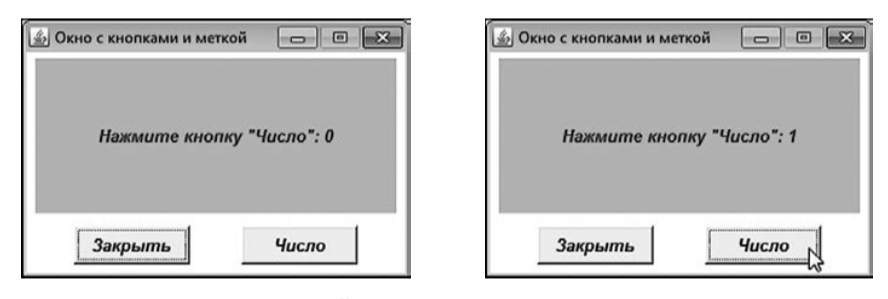 Окно с кнопками и меткой
Нажмите кнопку "Число": 0
Закрыть
Число
Окно с кнопками и меткой
Нажмите кнопку "Число": 1
Закрыть
Число